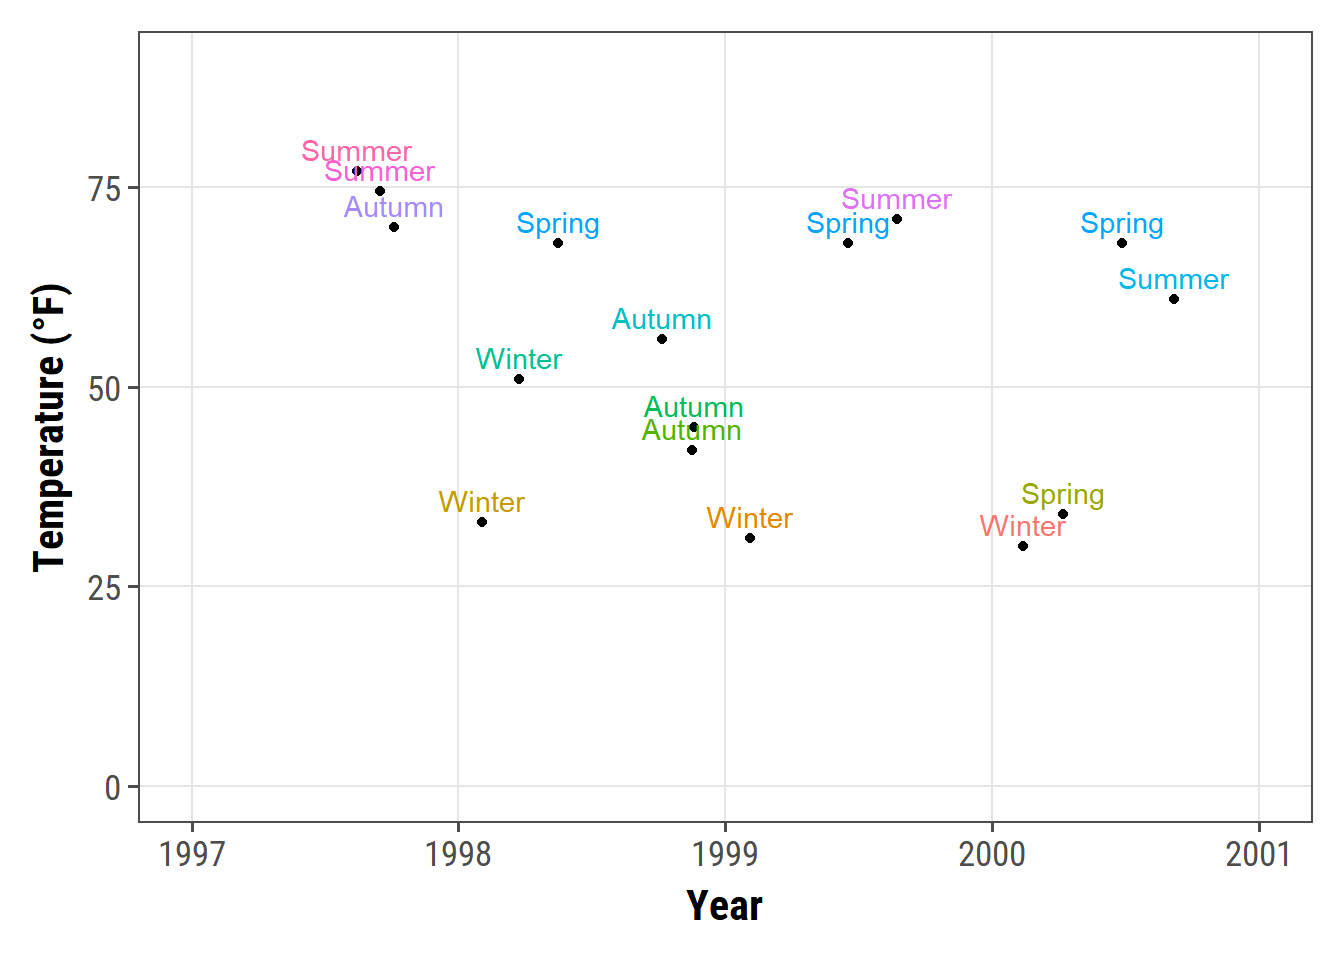 Summer
Summer
75
Autumn
Summer
Spring
Spring
Spring
Summer
Autumn
Winter
50
Autumn
Autumn
Winter
Winter
Spring
Winter
25
0
Temperature (°F)
1997 1998 1999 2000 2001
Year